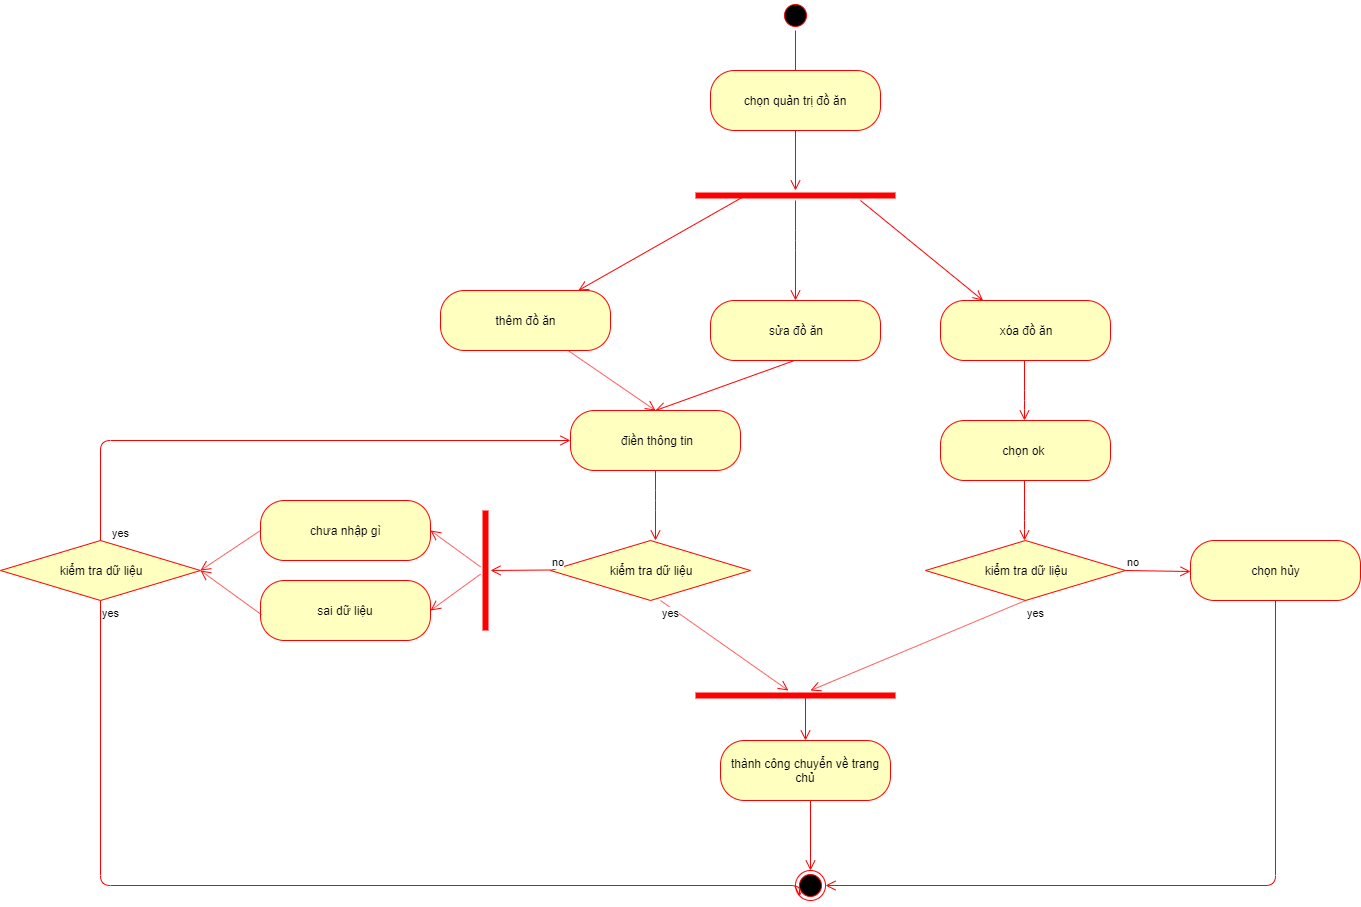 chọn quản trị đồ ăn
thêm đồ ăn
sửa đồ ăn
xóa đồ ăn
điền thông tin
chọn ok
chưa nhập gì
yes
kiểm tra dữ liệu
no
kiểm tra dữ liệu
kiểm tra dữ liệu
no
chọn hủy
sai dữ liệu
yes
yes
yes
thành công chuyển về trang
chủ